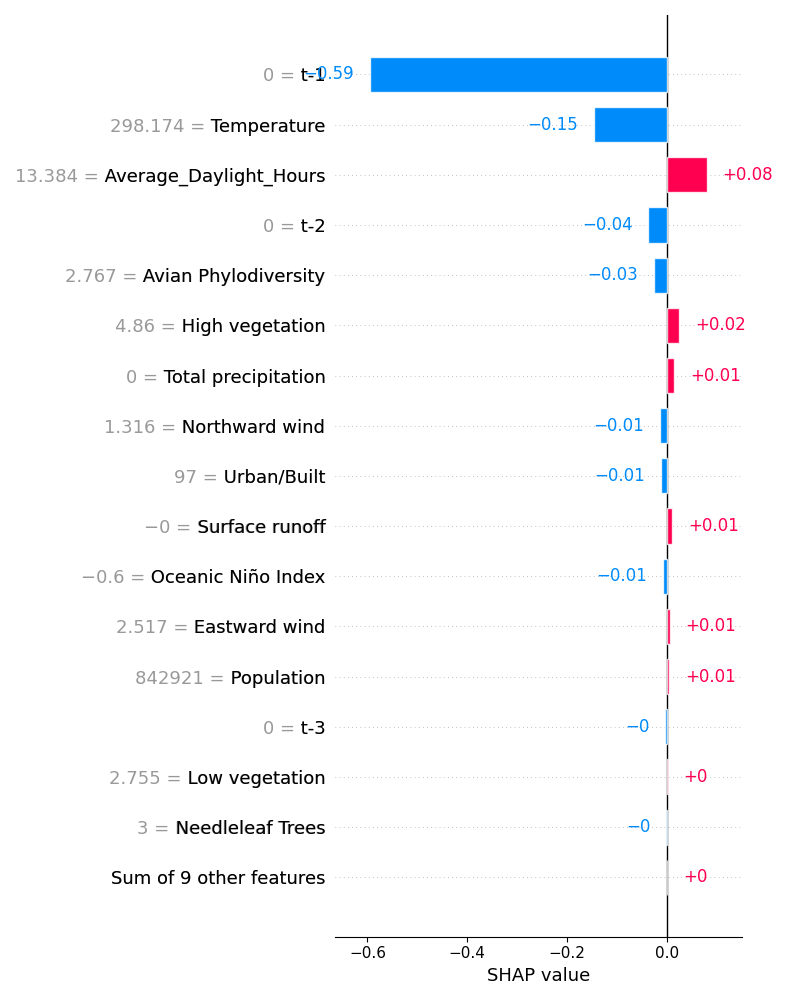 0 = t-1 −0.59
298.174 = Temperature −0.15
13.384 = Average_Daylight_Hours +0.08
0 = t-2 −0.04
2.767 = Avian Phylodiversity −0.03
4.86 = High vegetation +0.02
0 = Total precipitation +0.01
1.316 = Northward wind −0.01
97 = Urban/Built −0.01
−0 = Surface runoff +0.01
−0.6 = Oceanic Niño Index −0.01
2.517 = Eastward wind +0.01
842921 = Population +0.01
0 = t-3 −0
2.755 = Low vegetation +0
3 = Needleleaf Trees −0
Sum of 9 other features +0
−0.6 −0.4 −0.2 0.0
SHAP value